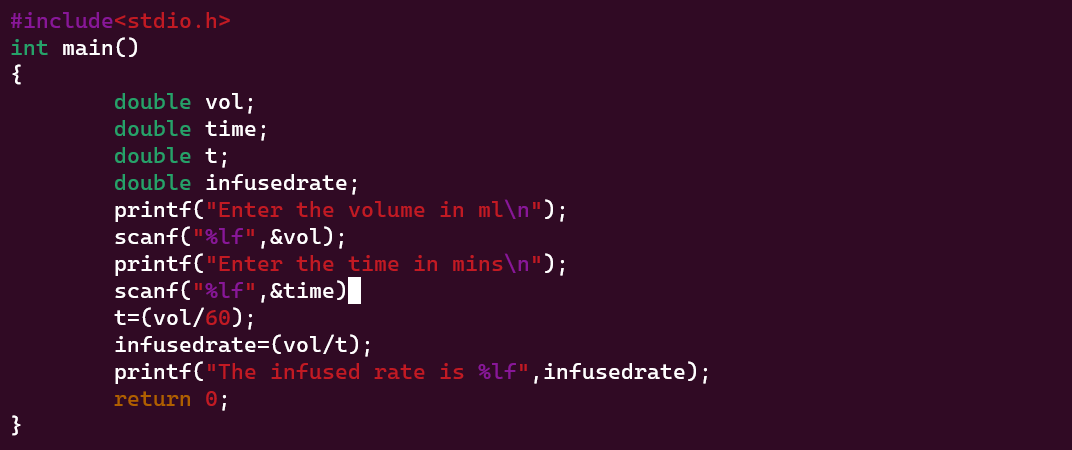 #include<stdio.h>
int main()
{
        double vol;
        double time;
        double t;
        double infusedrate;
        printf("Enter the volume in ml\n");
        scanf("%lf",&vol);
        printf("Enter the time in mins\n");
        scanf("%lf",&time)
        t=(vol/60);
        infusedrate=(vol/t);
        printf("The infused rate is %lf",infusedrate);
        return 0;
}